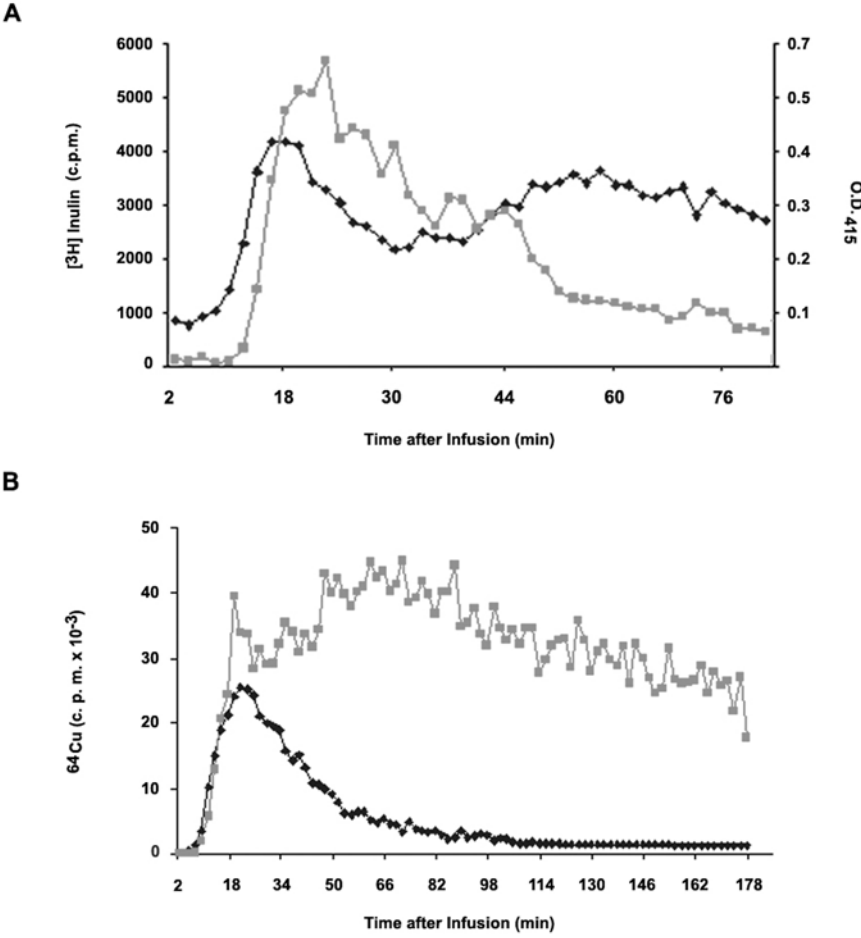 A
6000
5000
4000
3000
2000
1000
0
[3H] Inulin (c.p.m.)
0.7
0.5
0.4
0.3
0.2
0.1
O.D.415
2 18 30 44 60 76
Time after Infusion (min)
B
50
40
30
20
10
0
64Cu (c. p. m. x 10-3)
2 18 34 50 66 82 98 114 130 146 162 178
Time after Infusion (min)